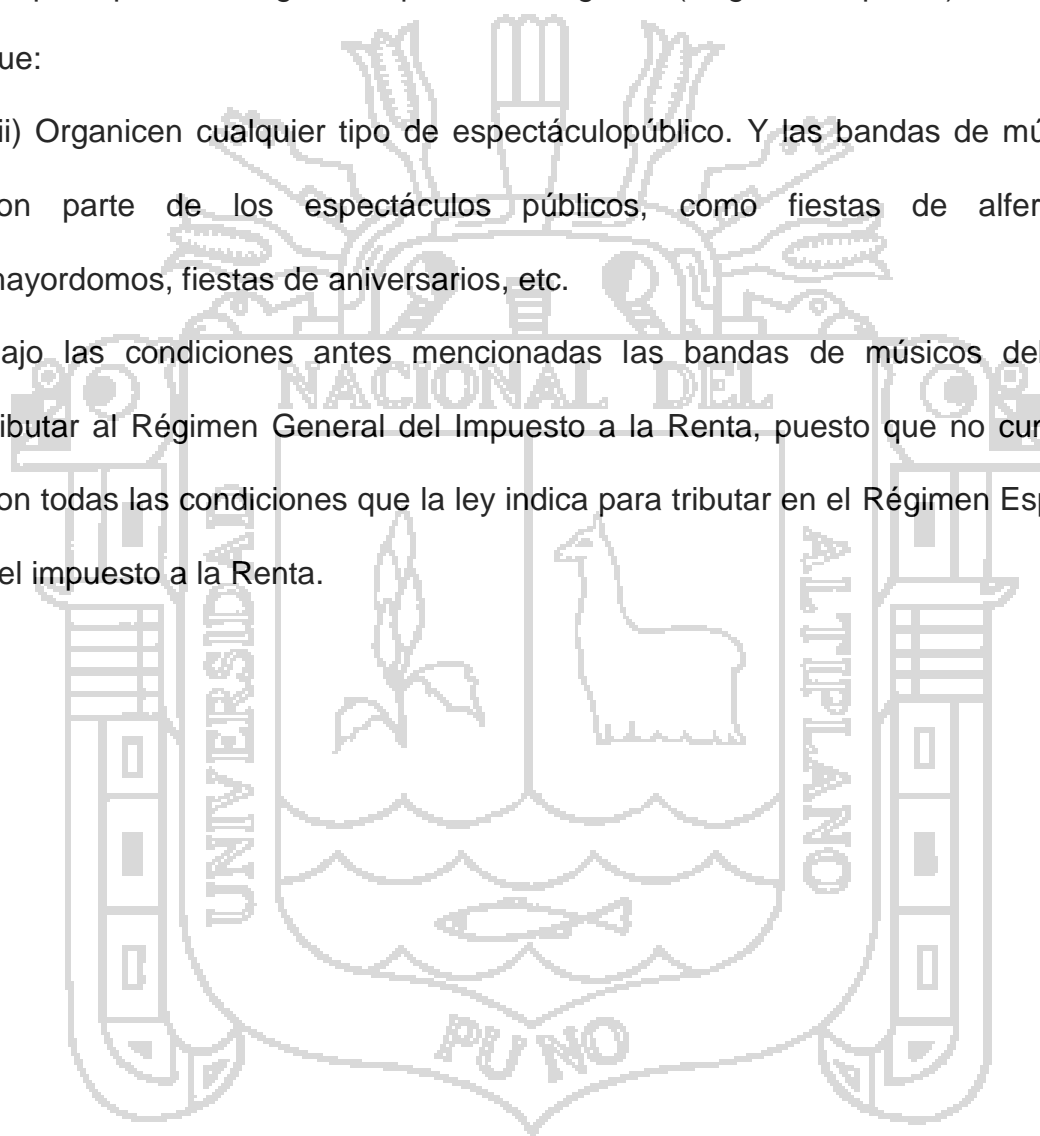 ue:
ii) Organicen cualquier tipo de espectáculopúblico. Y las bandas de mú
on parte de los espectáculos públicos, como fiestas de alfer
ayordomos, fiestas de aniversarios, etc.
ajo las condiciones antes mencionadas las bandas de músicos de
ributar al Régimen General del Impuesto a la Renta, puesto que no cu
on todas las condiciones que la ley indica para tributar en el Régimen Esp
el impuesto a la Renta.
NACIONAL DEL
UNIVERSIDAD
ALTIPLANO
PUNO